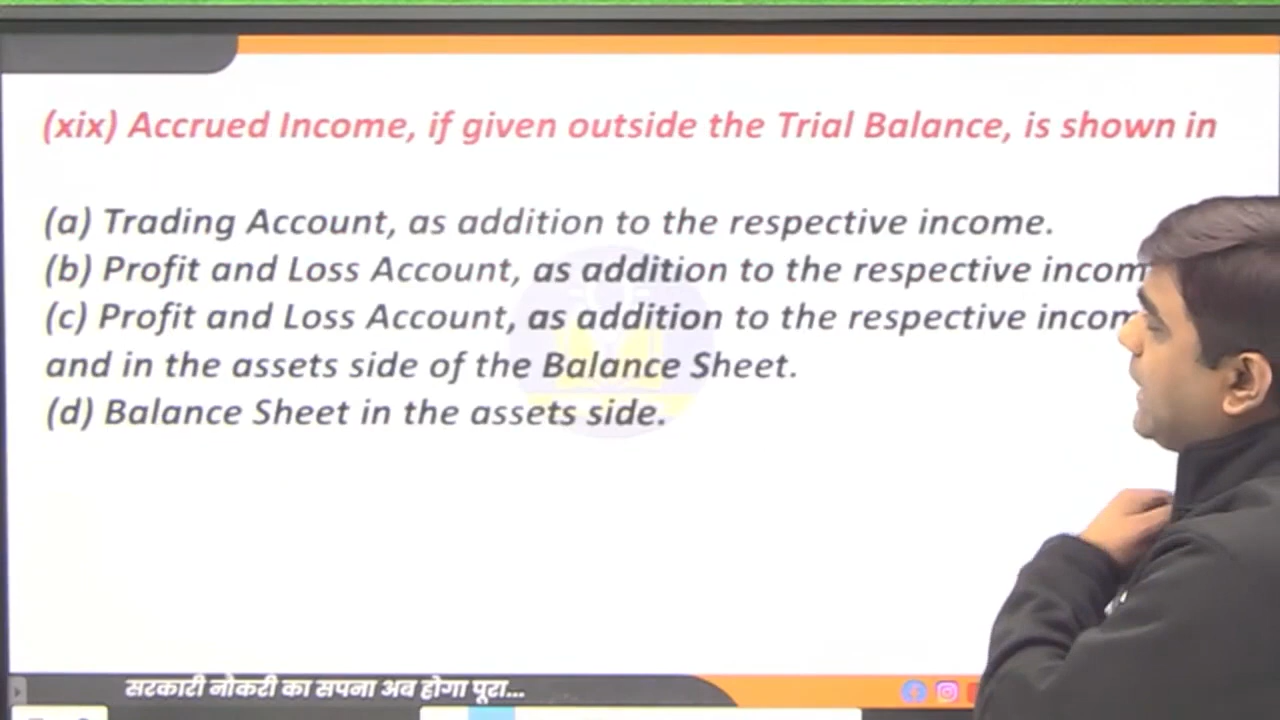 (xix) Accrued Income, if given outside the Trial Balance, is shown in
(a) Trading Account, as addition to the respective income.
(b) Profit and Loss Account, as addition to the respective
(c) Profit and Loss Account, as addition to the respective
and in the assets side of the Balance Sheet.
(d) Balance Sheet in the assets side.
सरकारी नोकरी का सपना अब होगा पूरा...